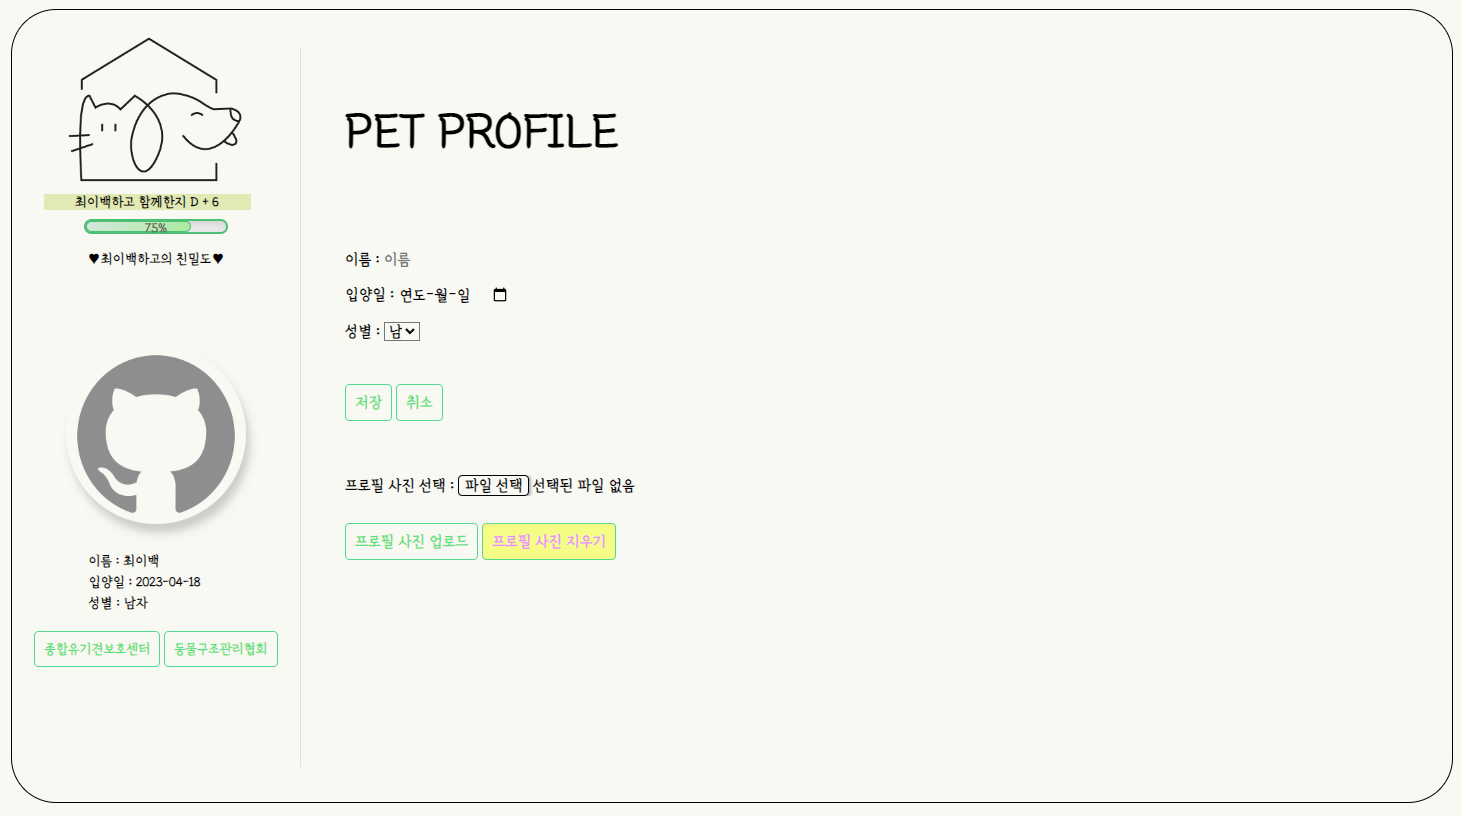 최이백하고 함께한지 D + 6
75%
♥최이백하고의 친밀도♥
이름 : 최이백
입양일 : 2023-04-18
성별 : 남자
종합유기견보호센터 동물구조관리협회
PET PROFILE
이름 : 이름
입양일 : 연도-월-일
성별 : 남
저장 취소
프로필 사진 선택 : 파일 선택 선택된 파일 없음
프로필 사진 업로드 프로필 사진 지우기